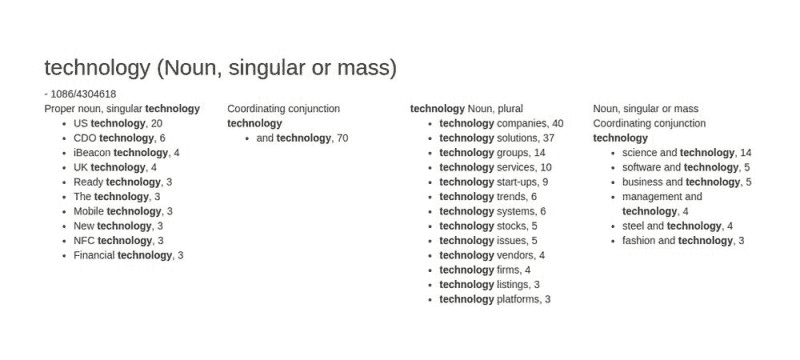 technology (Noun, singular or mass)
- 1086/4304618
Proper noun, singular technology
• US technology, 20
• CDO technology, 6
• iBeacon technology, 4
• UK technology, 4
• Ready technology, 3
• The technology, 3
• Mobile technology, 3
• New technology, 3
• NFC technology, 3
• Financial technology, 3
Coordinating conjunction
technology
• and technology, 70
technology Noun, plural
• technology companies, 40
• technology solutions, 37
• technology groups, 14
• technology services, 10
• technology start-ups, 9
• technology trends, 6
• technology systems, 6
• technology stocks, 5
• technology issues, 5
• technology vendors, 4
• technology firms, 4
• technology listings, 3
• technology platforms, 3
Noun, singular or mass
Coordinating conjunction
technology
• science and technology, 14
• software and technology, 5
• business and technology, 5
• management and
technology, 4
• steel and technology, 4
• fashion and technology, 3